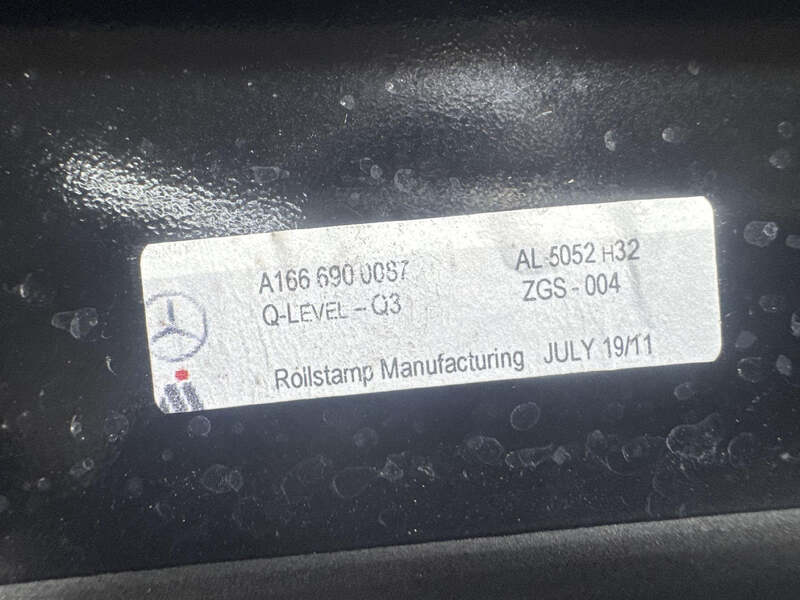 A166 690 0087
Q-LEVEL – Q3
AL 5052 H32
ZGS - 004
Rollstamp Manufacturing JULY 19/11